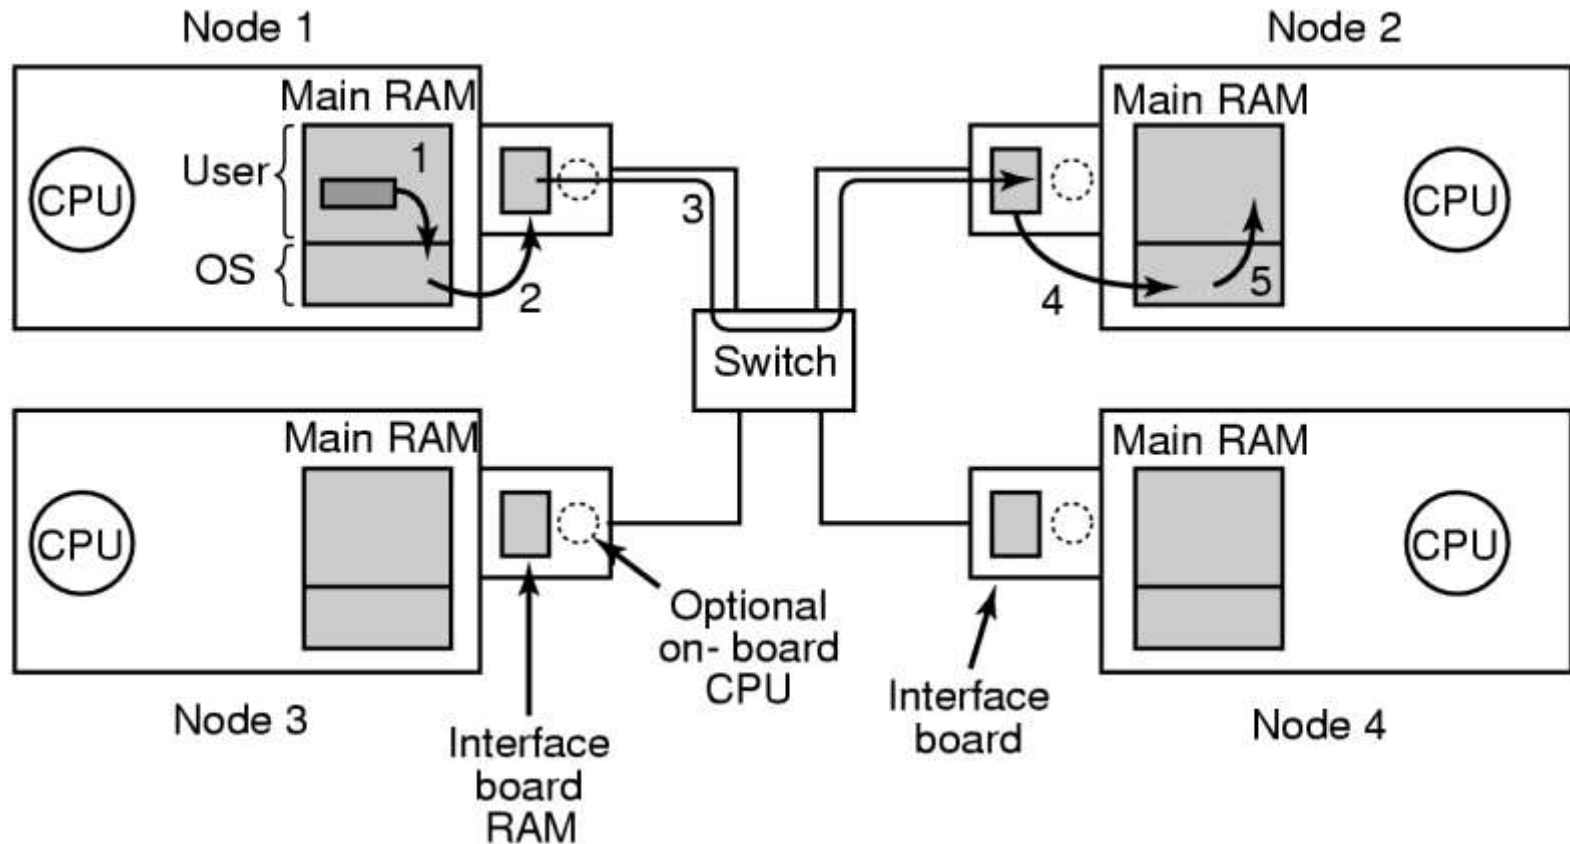 Node 1
Node 2
Main RAM
Main RAM
User
1
CPU
3
CPU
OS
2
4
5
Switch
Main RAM
Main RAM
CPU
CPU
Optional
on- board
CPU
Interface
board
Node 3
Node 4
Interface
board
RAM